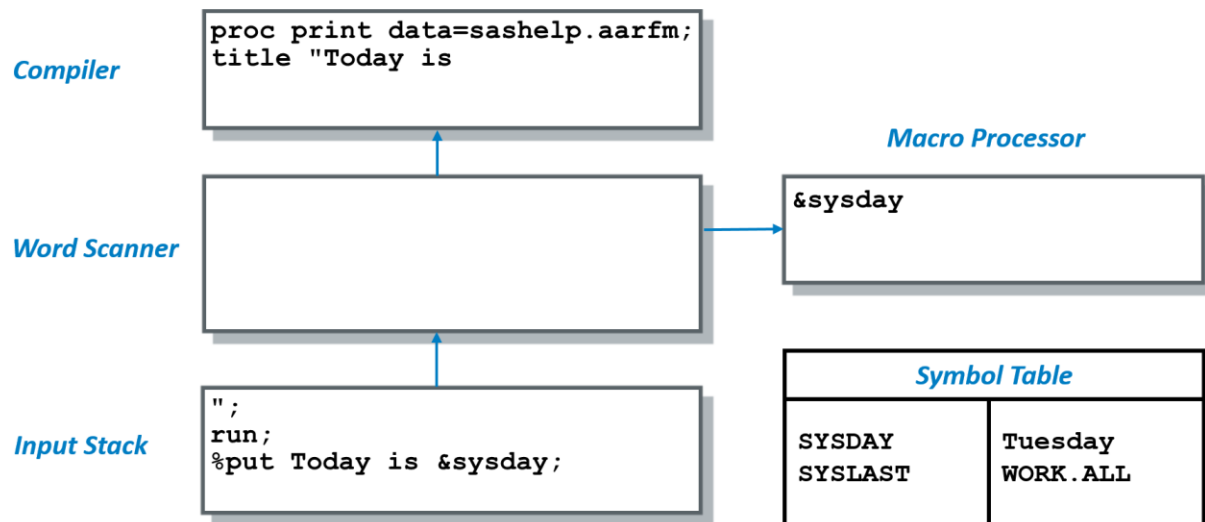 Compiler
proc print data=sashelp.aarfm;
title "Today is
Macro Processor
Word Scanner
&sysday
Input Stack
";
run;
%put Today is &sysday;
Symbol Table
SYSDAY Tuesday
SYSLAST WORK.ALL